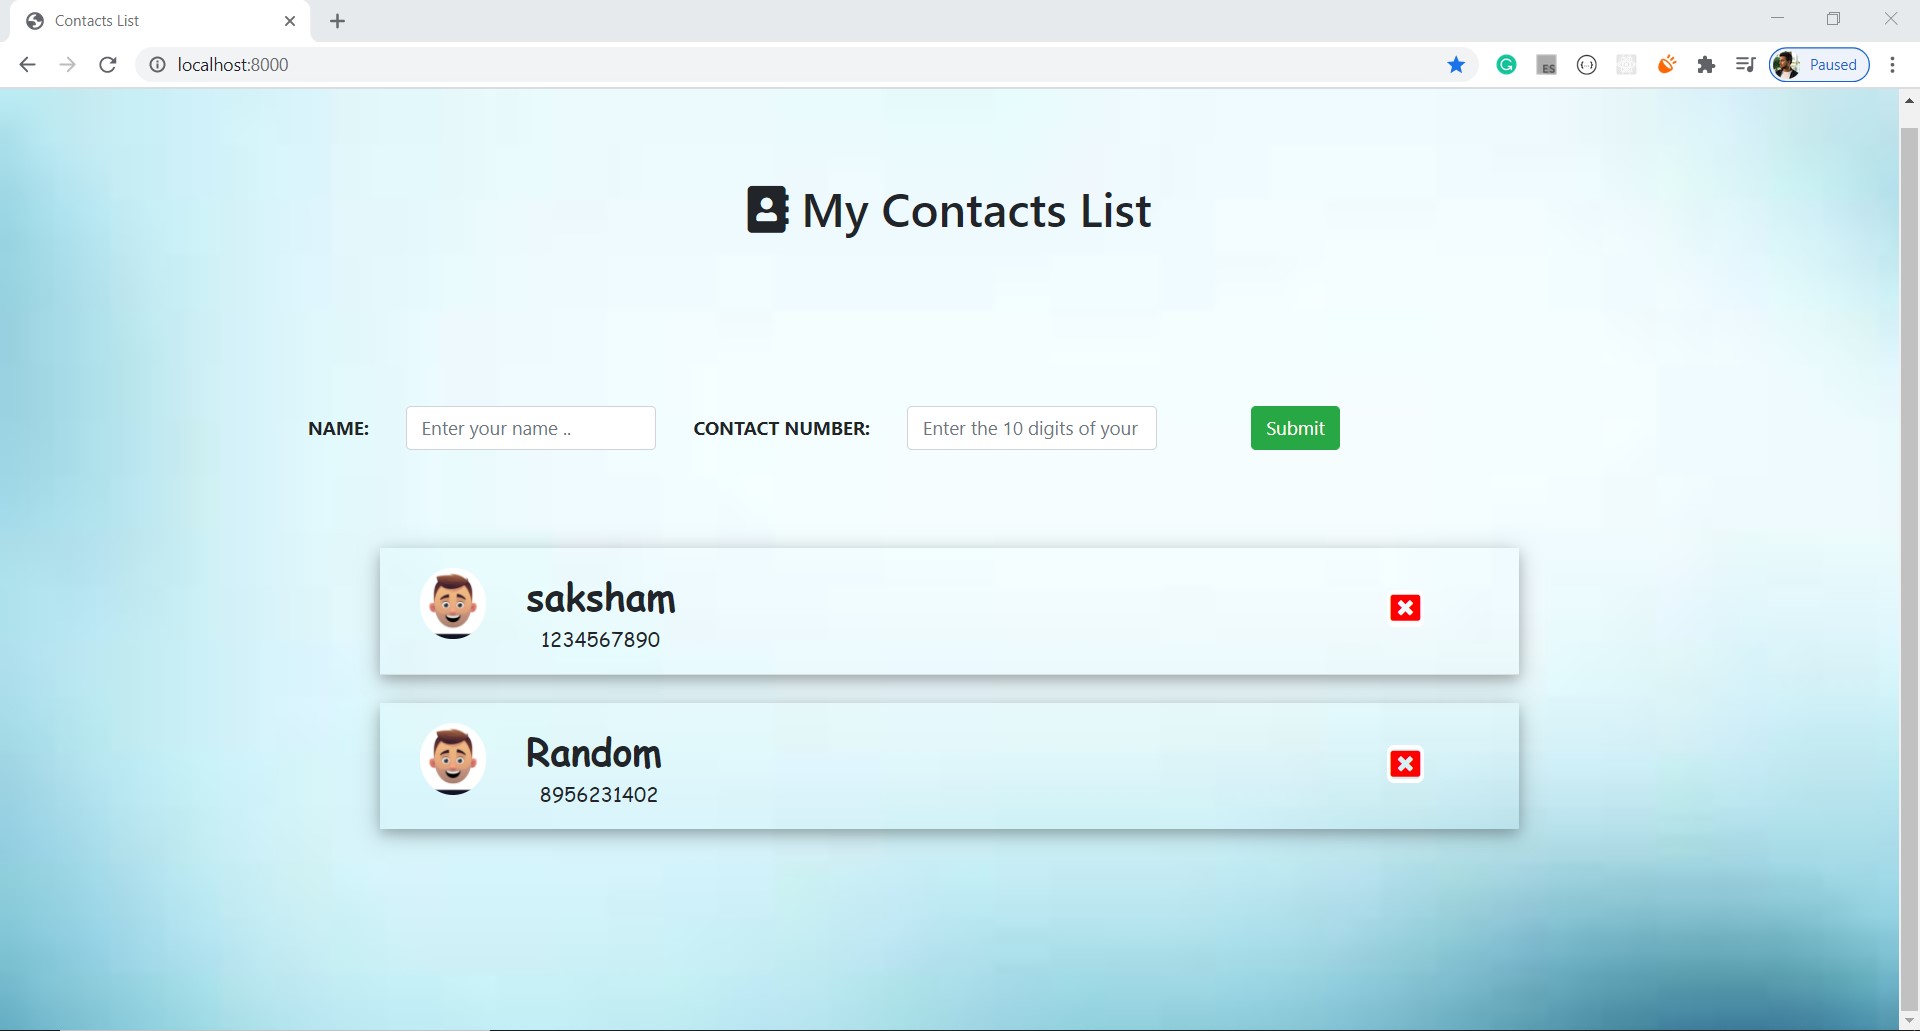 Contacts List
localhost:8000
ES
Paused
My Contacts List
NAME:
Enter your name ..
CONTACT NUMBER:
Enter the 10 digits of your
Submit
saksham
1234567890
Random
8956231402